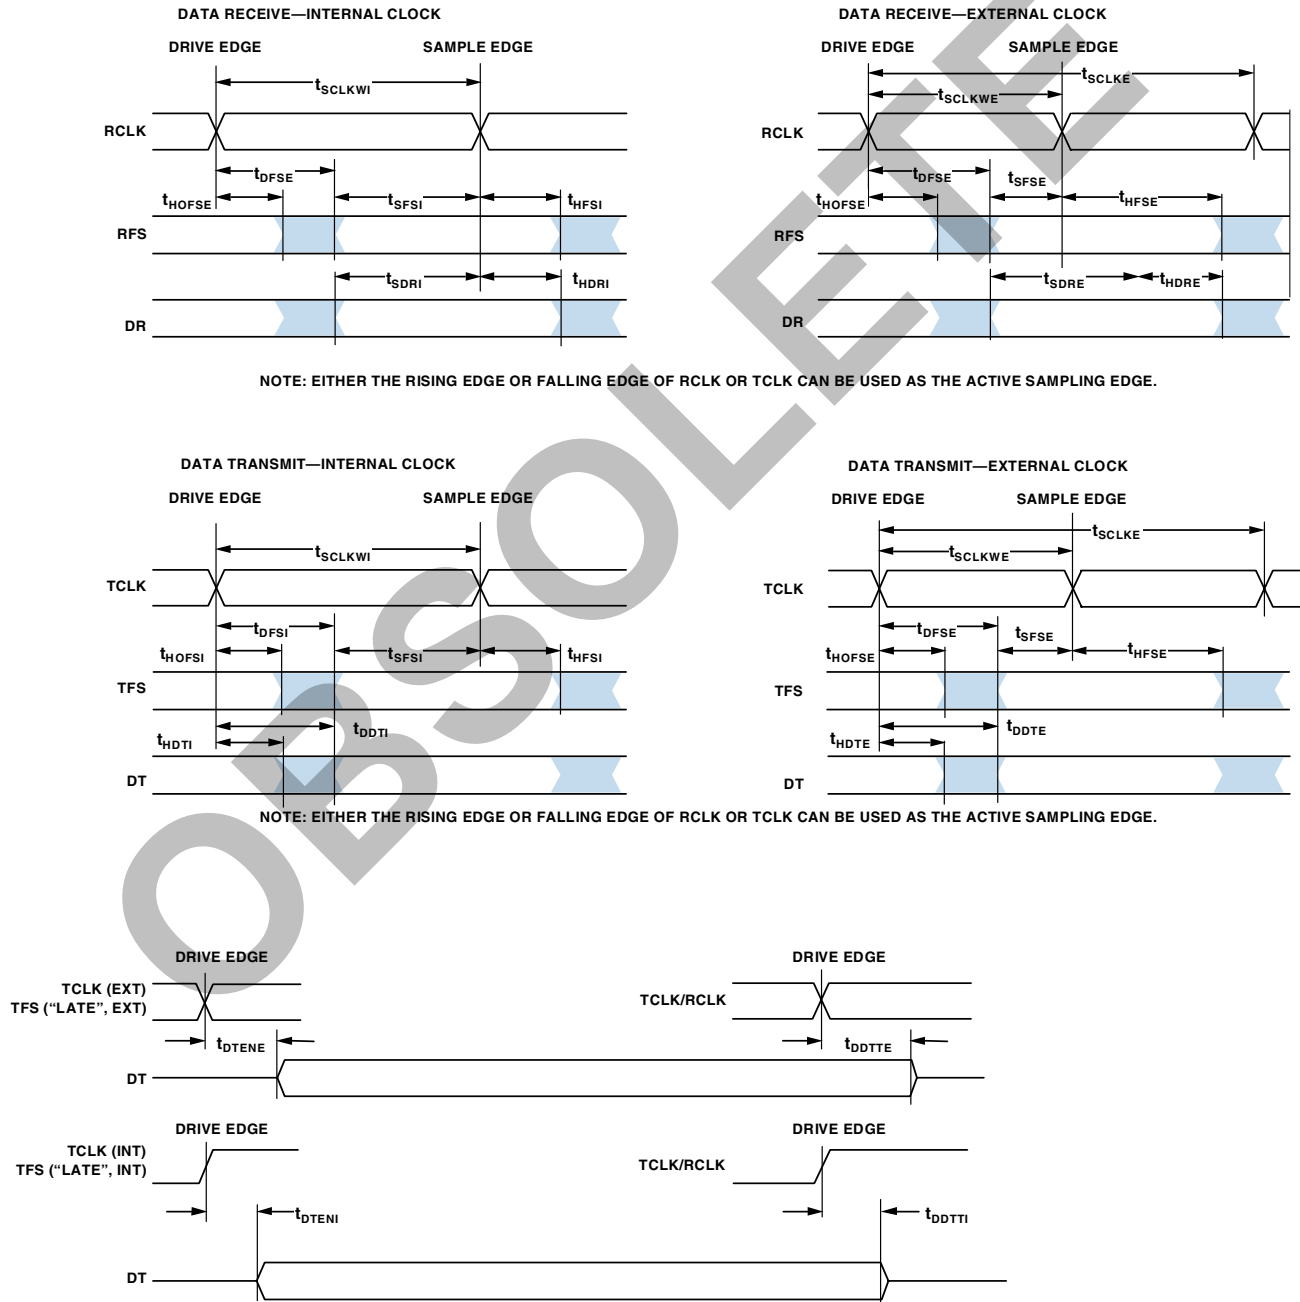 DATA RECEIVE—INTERNAL CLOCK
DRIVE EDGE SAMPLE EDGE
tSCLKWI
RCLK
tDFSE
tHOFSE tSFSI tHFSI
RFS
tSDRI tHDRI
DR
DATA RECEIVE—EXTERNAL CLOCK
DRIVE EDGE SAMPLE EDGE
tSCLKE
tSCLKWE
RCLK
tDFSE tSFSE
tHOFSE tHFSE
RFS
tSDRE tHDRE
DR
NOTE: EITHER THE RISING EDGE OR FALLING EDGE OF RCLK OR TCLK CAN BE USED AS THE ACTIVE SAMPLING EDGE.
DATA TRANSMIT—INTERNAL CLOCK
DRIVE EDGE SAMPLE EDGE
tSCLKWI
TCLK
tDFSI
tHOFSI tSFSI tHFSI
TFS
tDDTI
tHDTI
DT
DATA TRANSMIT—EXTERNAL CLOCK
DRIVE EDGE SAMPLE EDGE
tSCLKE
tSCLKWE
TCLK
tDFSE tSFSE
tHOFSE tHFSE
TFS
tDDTE
tHDTE
DT
NOTE: EITHER THE RISING EDGE OR FALLING EDGE OF RCLK OR TCLK CAN BE USED AS THE ACTIVE SAMPLING EDGE.
DRIVE EDGE DRIVE EDGE
TCLK (EXT)
TFS (“LATE”, EXT) TCLK/RCLK
tDTENE tDDTTE
DT
DRIVE EDGE DRIVE EDGE
TCLK (INT)
TFS (“LATE”, INT) TCLK/RCLK
tDTENI tDDTTI
DT
OBSOLETE